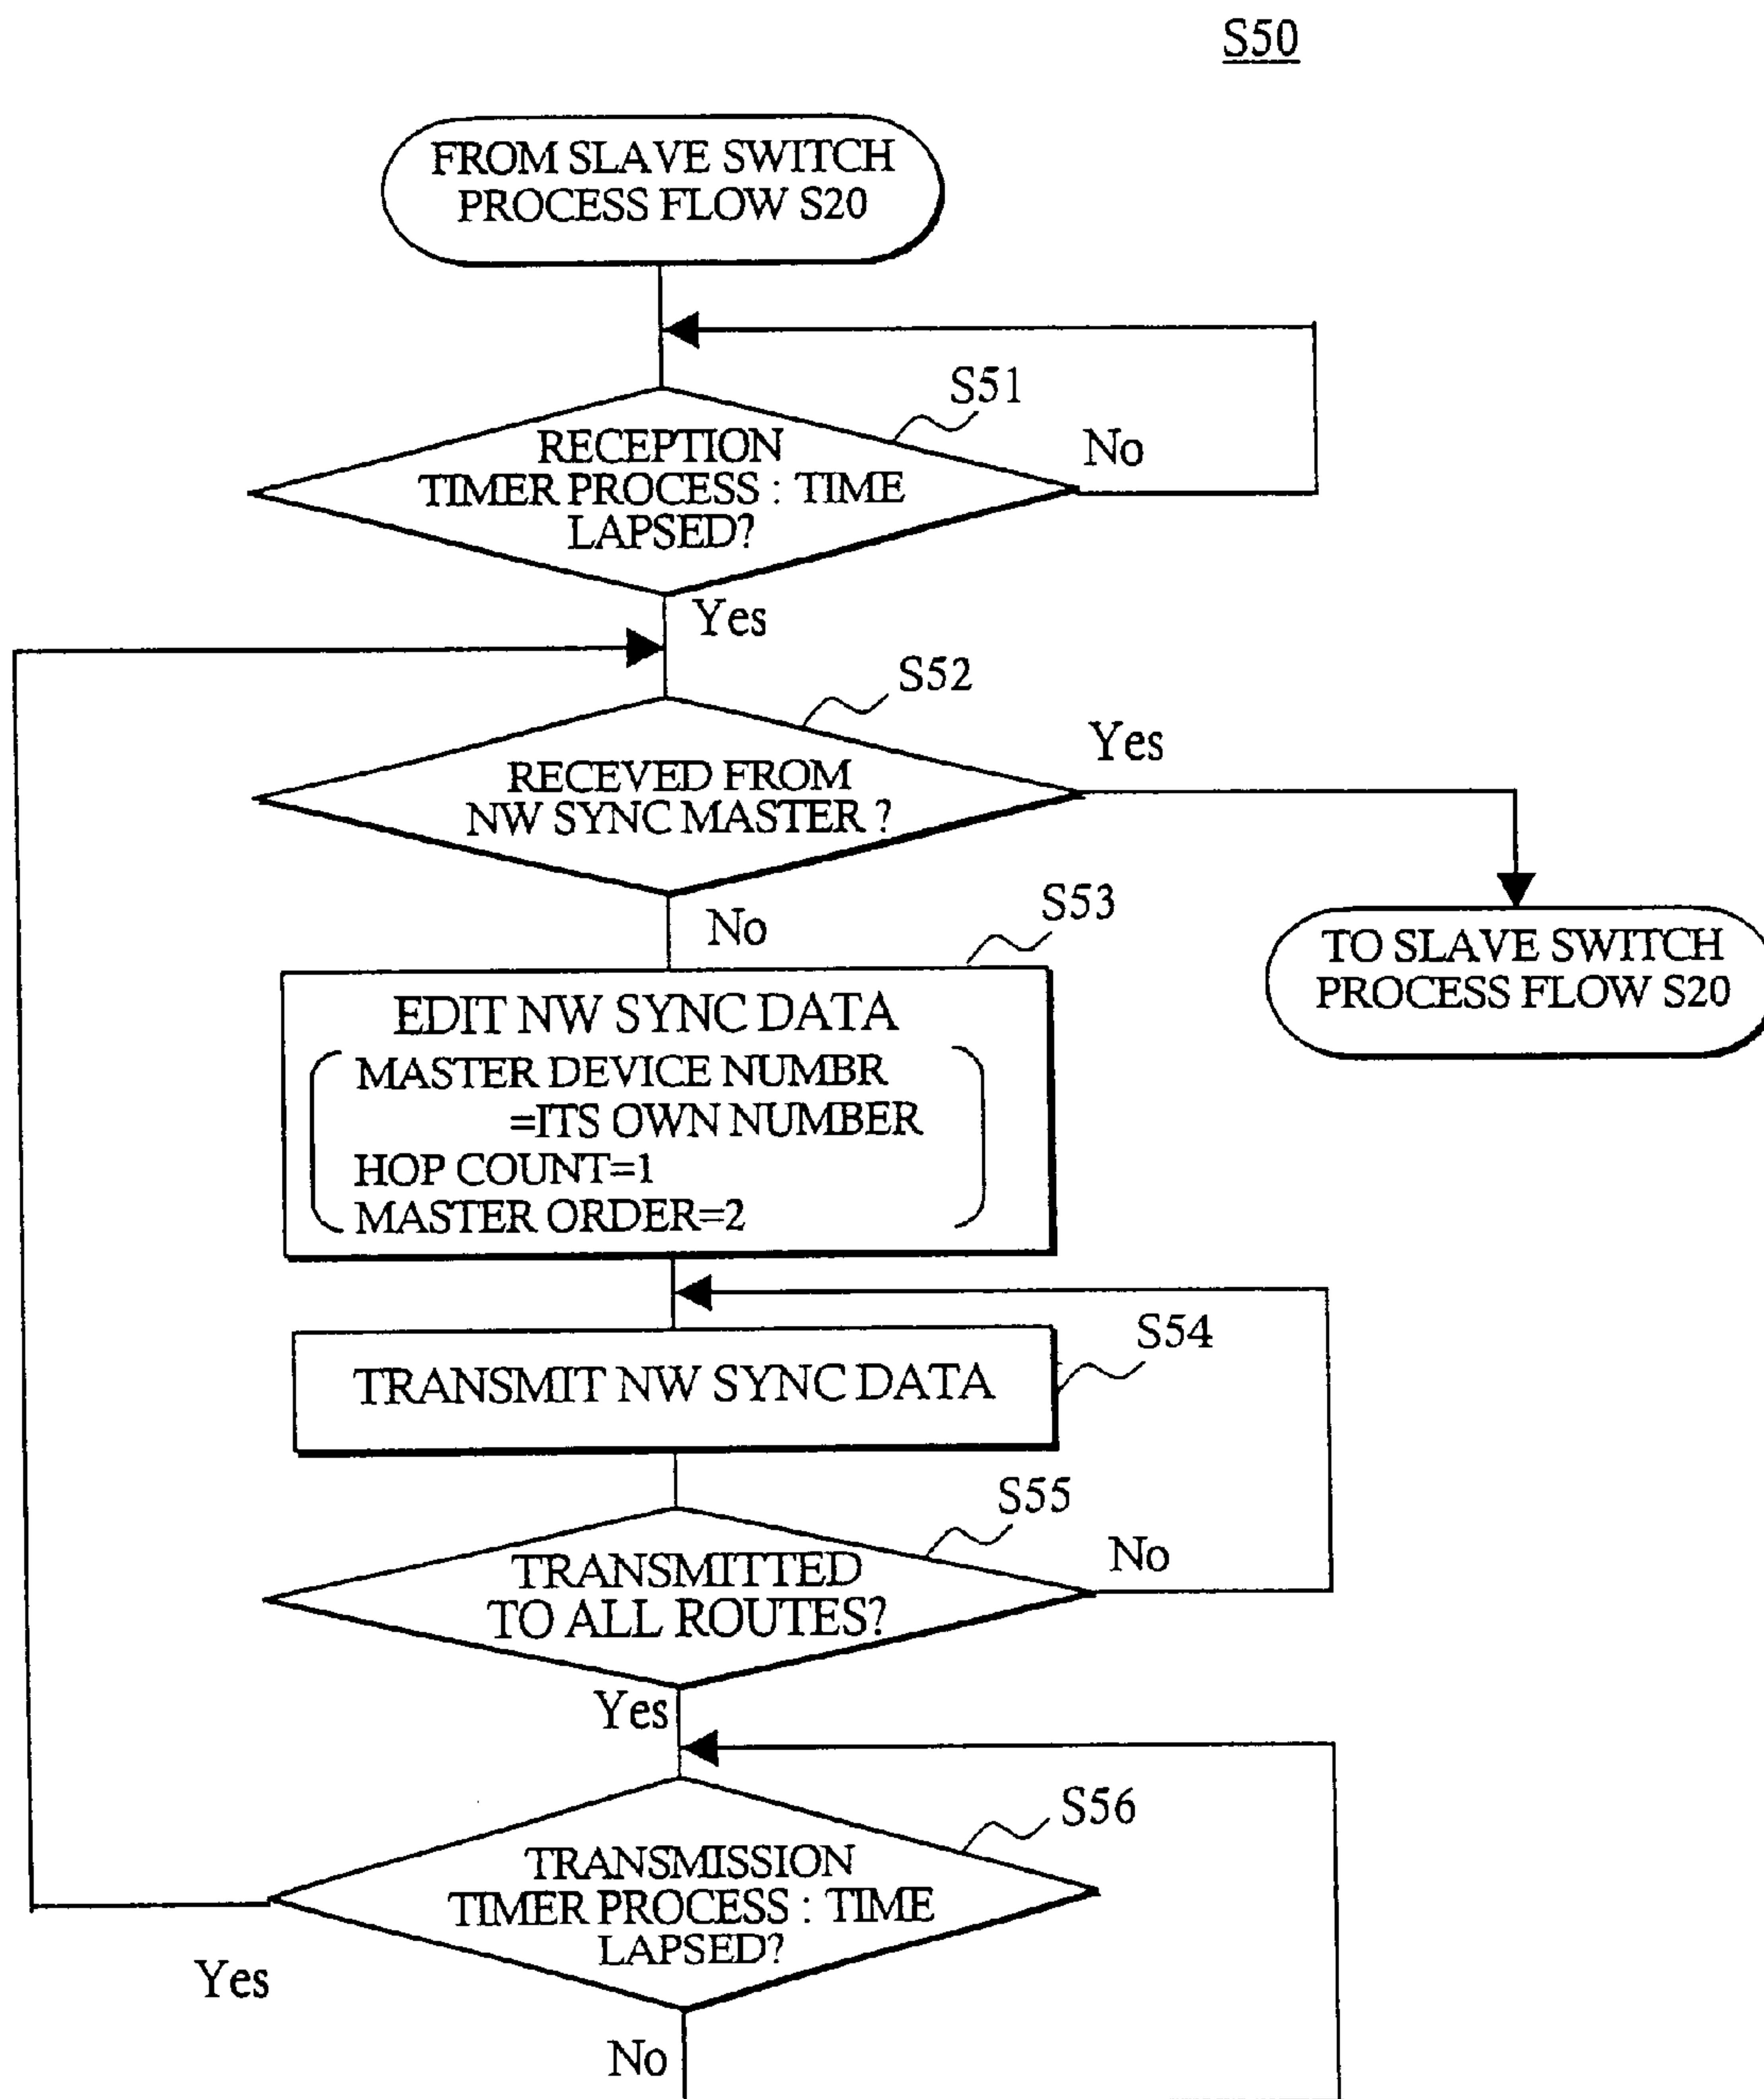 S50
FROM SLAVE SWITCH
PROCESS FLOW S20
S51
RECEPTION
TIMER PROCESS : TIME
LAPSED?
No
Yes
S52
RECEVED FROM
NW SYNC MASTER ?
Yes
No
TO SLAVE SWITCH
PROCESS FLOW S20
S53
EDIT NW SYNC DATA
MASTER DEVICE NUMBR
=ITS OWN NUMBER
HOP COUNT=1
MASTER ORDER=2
S54
TRANSMIT NW SYNC DATA
S55
TRANSMITTED
TO ALL ROUTES?
No
Yes
S56
TRANSMISSION
TIMER PROCESS : TIME
LAPSED?
Yes
No